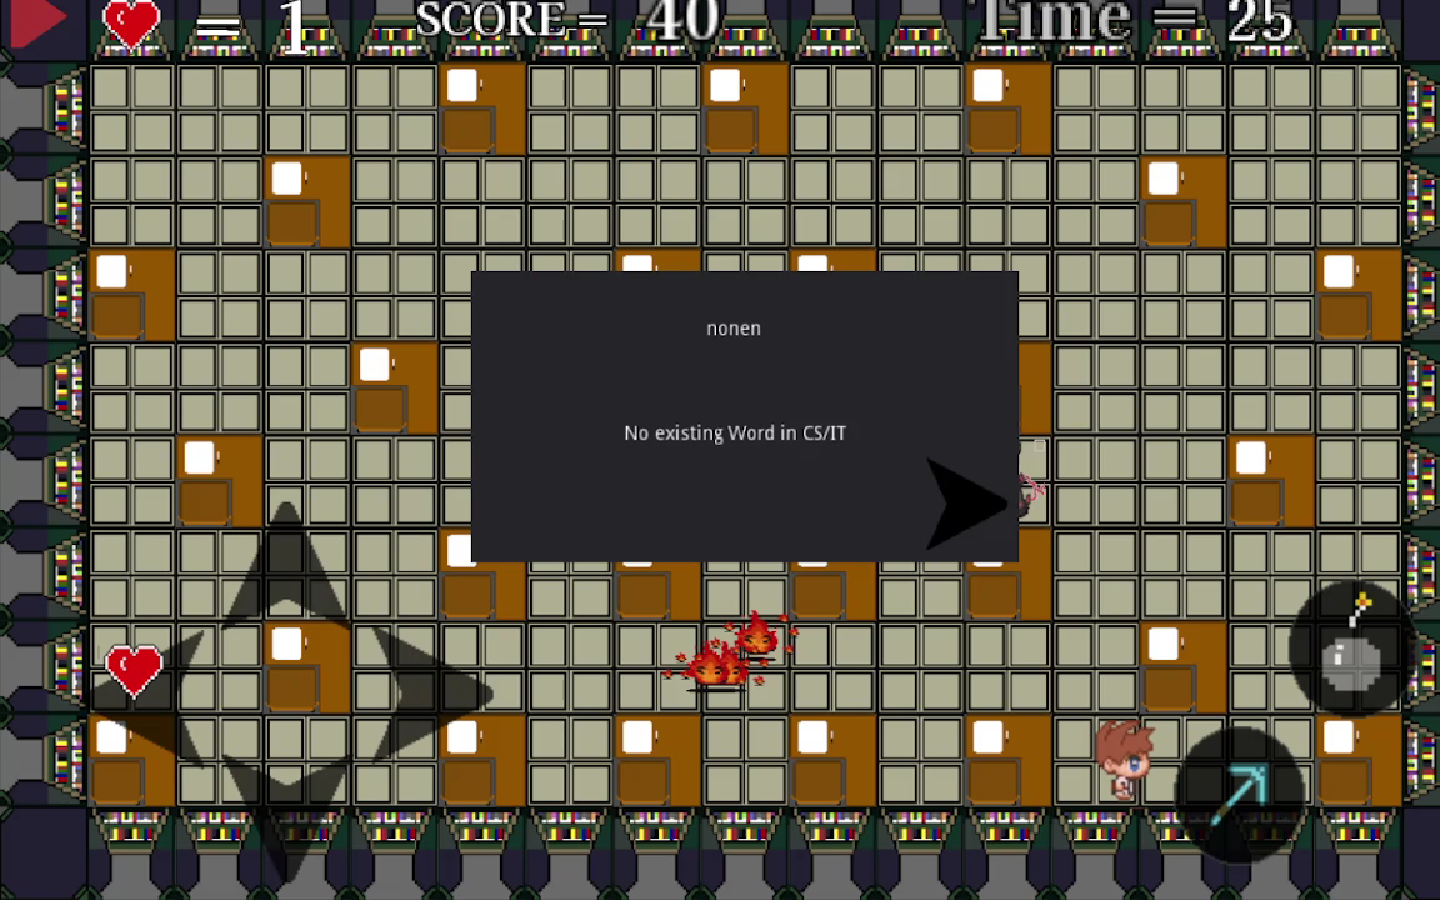 = 1 SCORE = 40 Time = 25
nonen
No existing Word in CS/IT